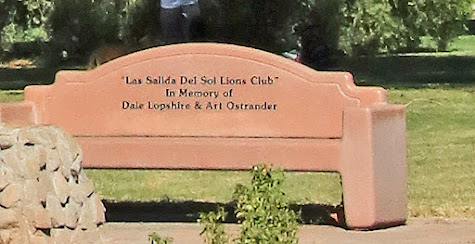 "Las Salida Del Sol Lions Club"
In Memory of
Dale Lopshire & Art Ostrander